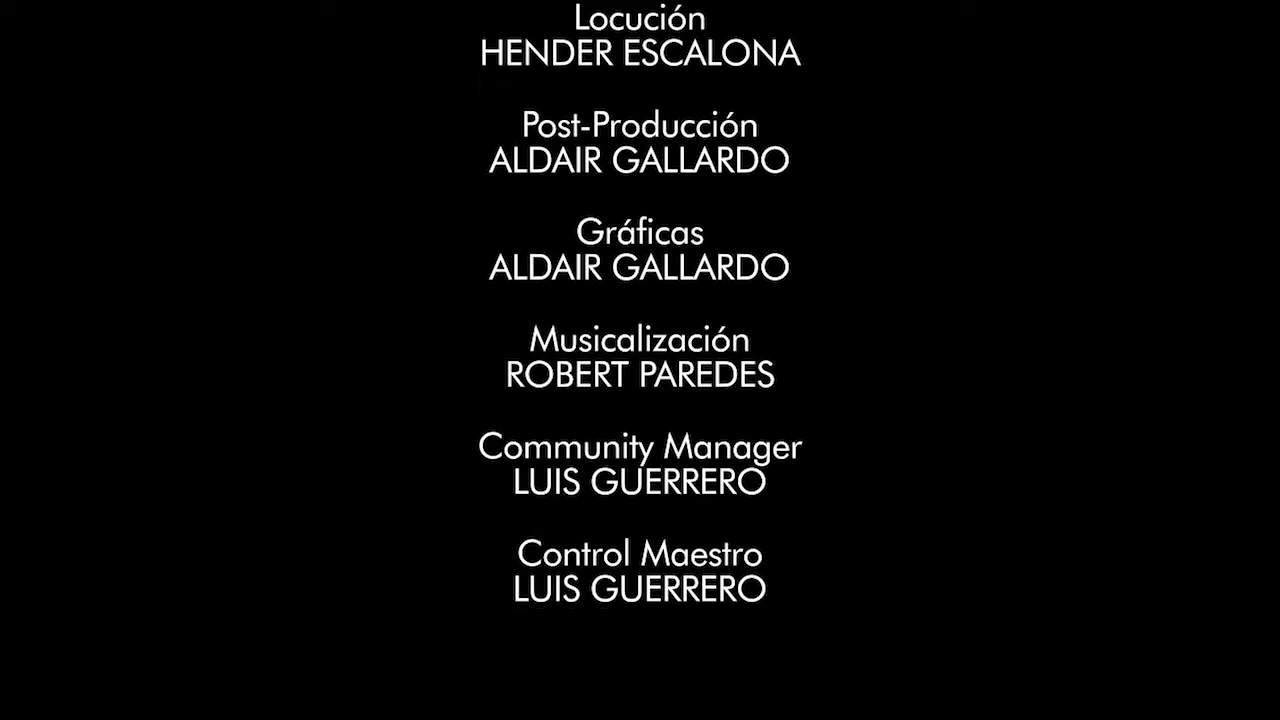 Locución
HENDER ESCALONA
Post-Producción
ALDAIR GALLARDO
Gráficas
ALDAIR GALLARDO
Musicalización
ROBERT PAREDES
Community Manager
LUIS GUERRERO
Control Maestro
LUIS GUERRERO